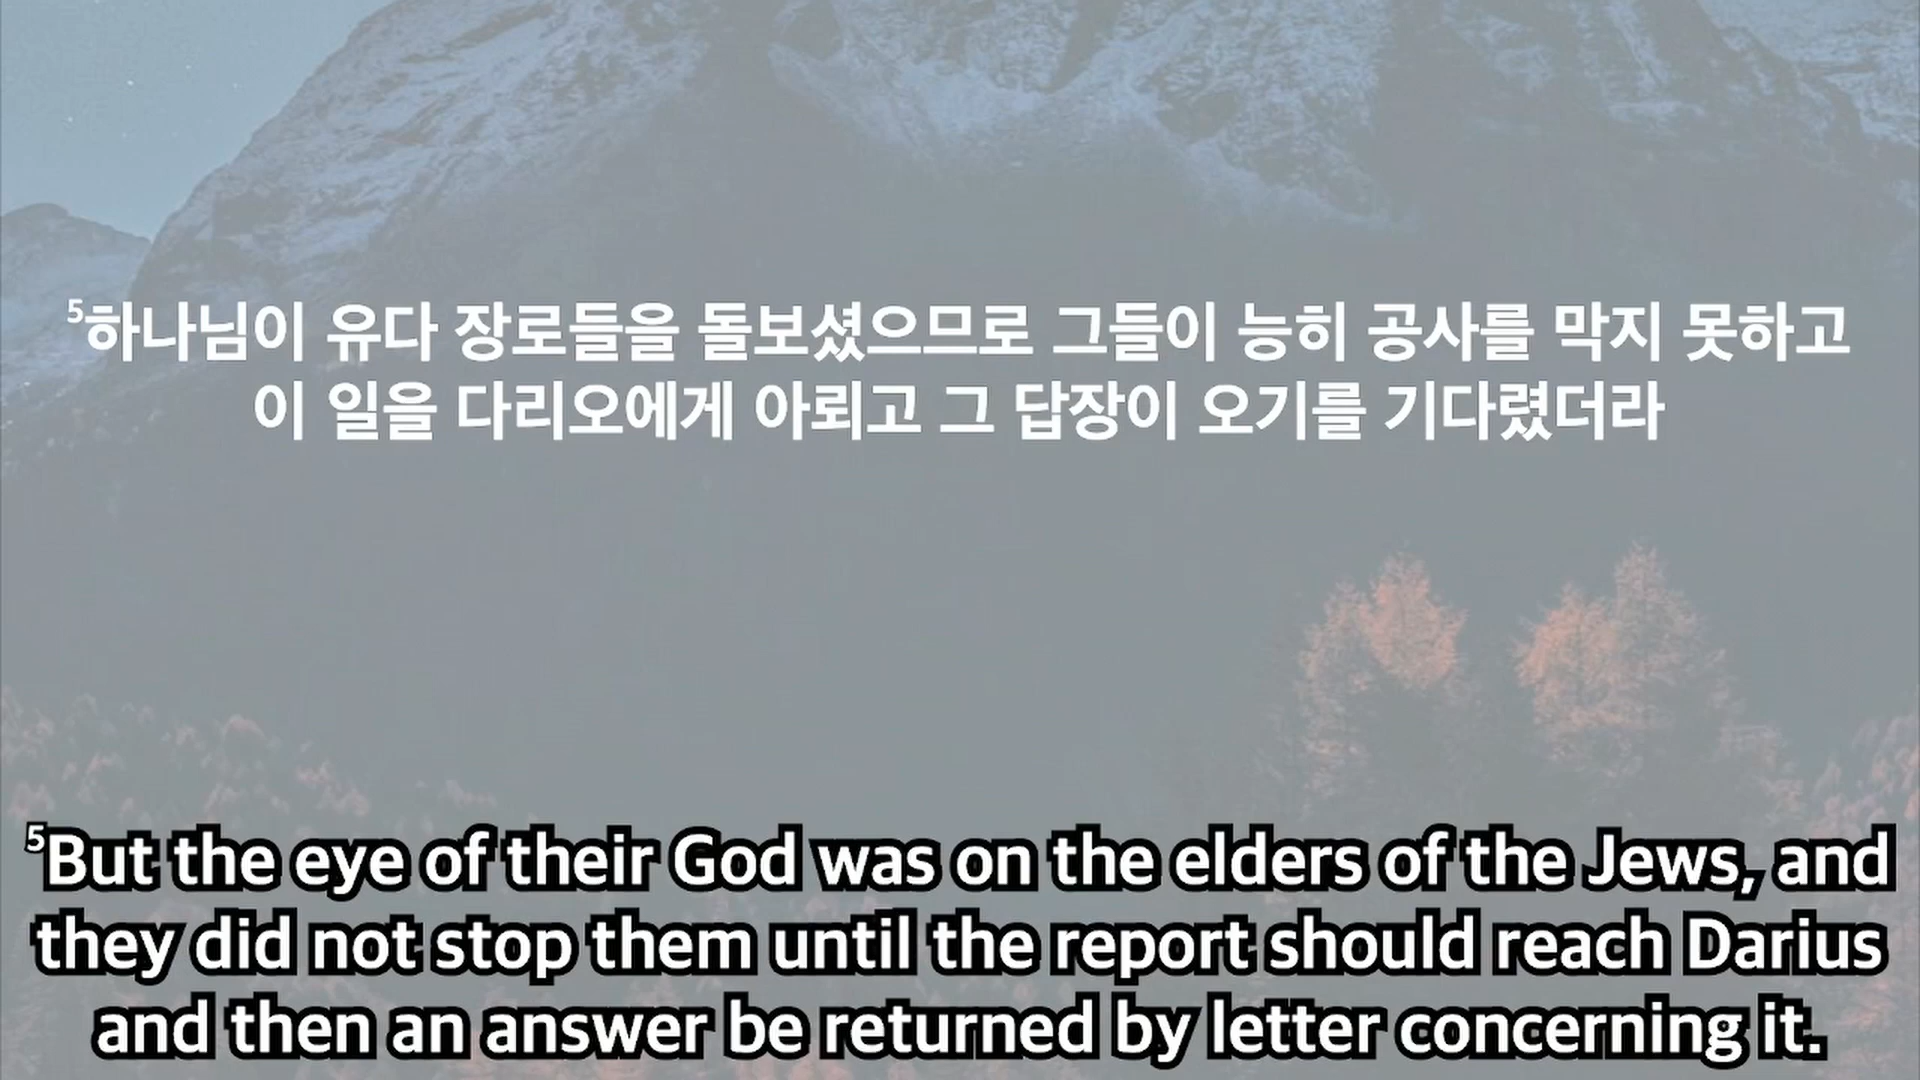 ⁵하나님이 유다 장로들을 돌보셨으므로 그들이 능히 공사를 막지 못하고
이 일을 다리오에게 아뢰고 그 답장이 오기를 기다렸더라
⁵But the eye of their God was on the elders of the Jews, and
they did not stop them until the report should reach Darius
and then an answer be returned by letter concerning it.